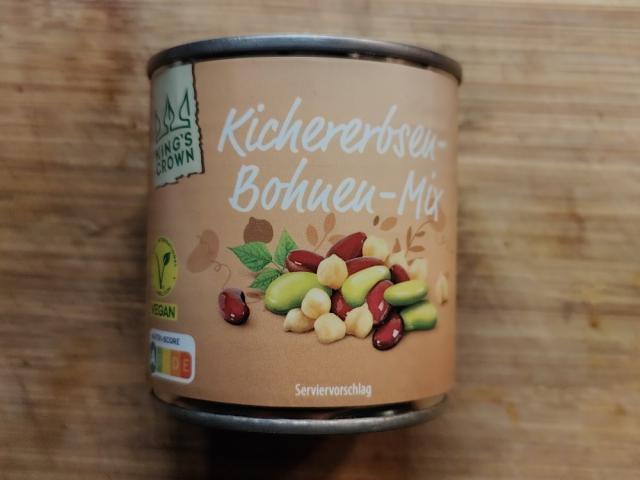 KING'S
CROWN
Kichererbsen-
Bohnen-Mix
VEGAN
NUTRI-SCORE
A
D E
Serviervorschlag